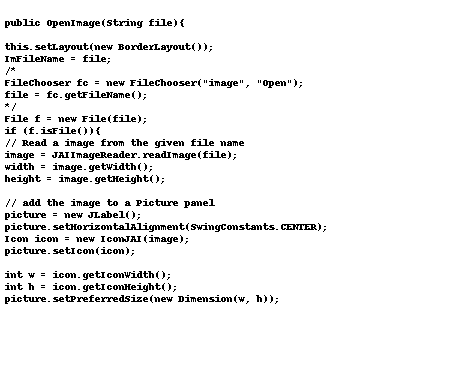 public OpenImage(String file){
this.setLayout(new BorderLayout());
ImFileName = file;
/*
FileChooser fc = new FileChooser("image", "Open");
file = fc.getFileName();
*/
File f = new File(file);
if (f.isFile()){
// Read a image from the given file name
image = JAIImageReader.readImage(file);
width = image.getWidth();
height = image.getHeight();
// add the image to a Picture panel
picture = new JLabel();
picture.setHorizontalAlignment(SwingConstants.CENTER);
Icon icon = new IconJAI(image);
picture.setIcon(icon);
int w = icon.getIconWidth();
int h = icon.getIconHeight();
picture.setPreferredSize(new Dimension(w, h));